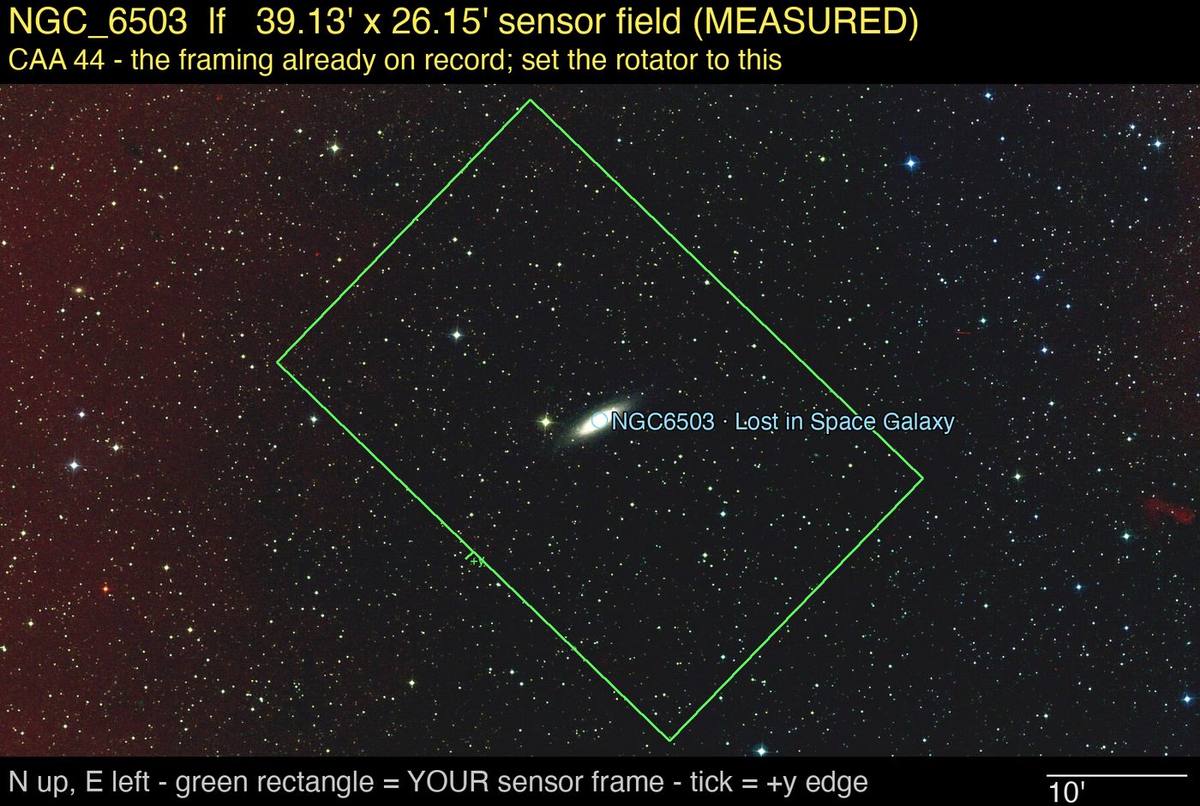 NGC_6503 lf 39.13' x 26.15' sensor field (MEASURED)
CAA 44 - the framing already on record; set the rotator to this
NGC6503 · Lost in Space Galaxy
+y
N up, E left - green rectangle = YOUR sensor frame - tick = +y edge
10'